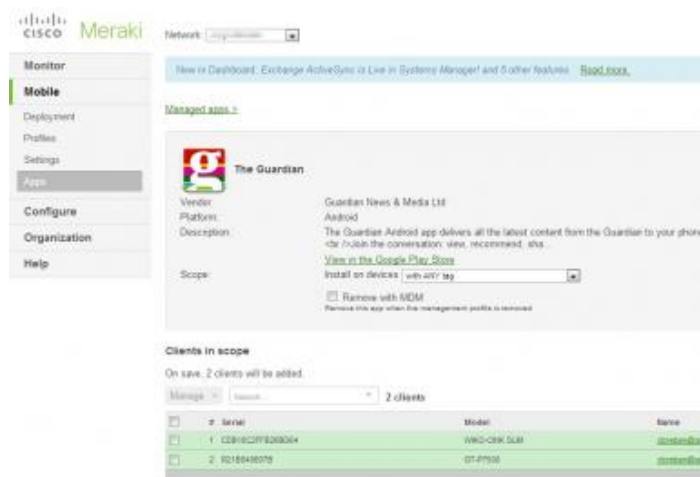 cisco Meraki
Network
Monitor
New in Dashboard: Exchange ActiveSync is Live in Systems Manager! and 5 other features. Read more.
Mobile
Deployment
Managed apps >
Profiles
Settings
Apps
The Guardian
Configure
Vendor Guardian News & Media Ltd
Platform: Android
Organization
Description: The Guardian Android app delivers all the latest content from the Guardian to your phone
<br />Join the conversation: view, recommend, sha...
Help
View in the Google Play Store
Scope: Install on devices with ANY tag
Remove with MDM
Remove this app when the management profile is removed
Clients in scope
On save, 2 clients will be added.
Manage Search... 2 clients
# Serial Model Name
1
2